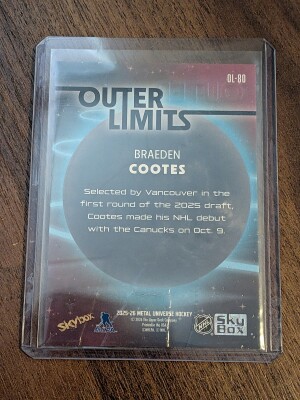 OL-80
OUTER
LIMITS
BRAEDEN
COOTES
Selected by Vancouver in the
first round of the 2025 draft,
Cootes made his NHL debut
with the Canucks on Oct. 9.
2025-26 METAL UNIVERSE HOCKEY
skybox
NHL
SKY
BOX